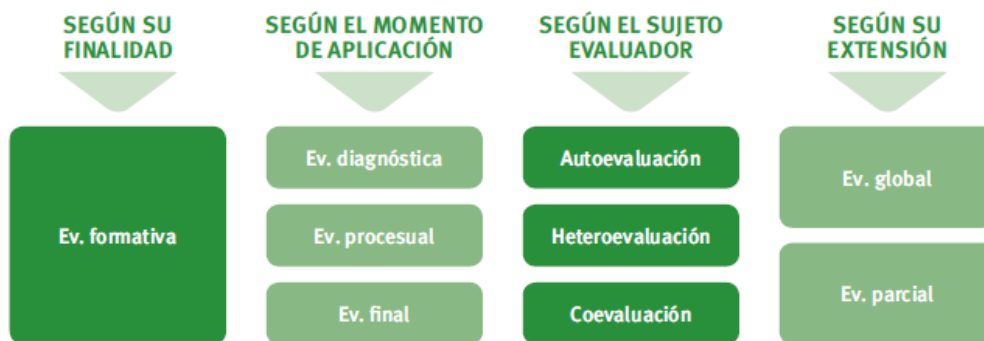 SEGÚN SU
FINALIDAD
SEGÚN EL MOMENTO
DE APLICACIÓN
SEGÚN EL SUJETO
EVALUADOR
SEGÚN SU
EXTENSIÓN
Ev. formativa
Ev. diagnóstica
Ev. procesual
Ev. final
Autoevaluación
Heteroevaluación
Coevaluación
Ev. global
Ev. parcial